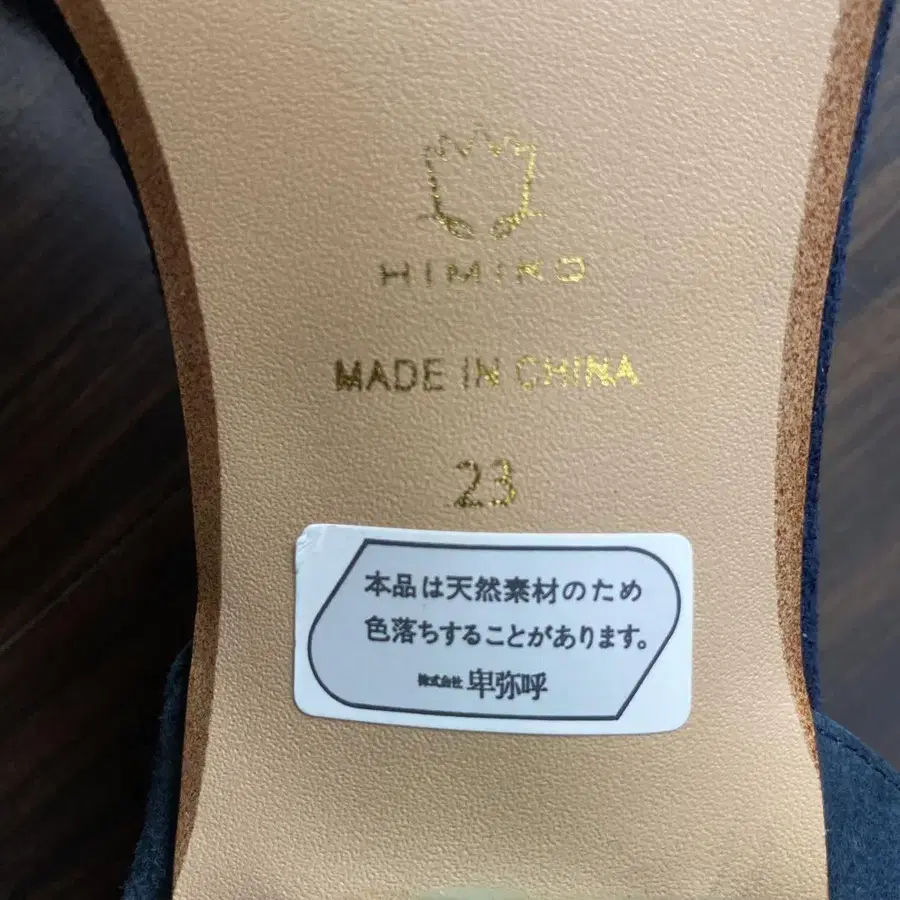 HIMIKO
MADE IN CHINA
23
本品は天然素材のため
色落ちすることがあります。
株式会社 卑弥呼